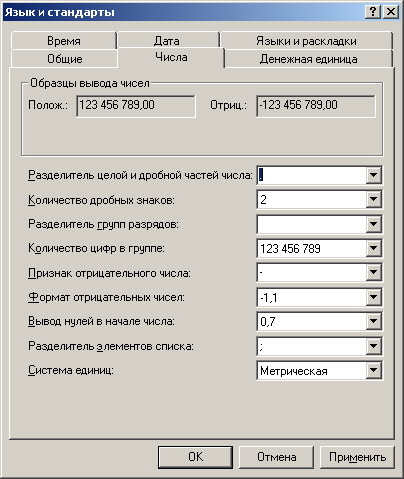 Язык и стандарты
Время Дата Языки и раскладки
Общие Числа Денежная единица
Образцы вывода чисел
Полож.: 123 456 789,00 Отриц.: -123 456 789,00
Разделитель целой и дробной частей числа:
Количество дробных знаков: 2
Разделитель групп разрядов:
Количество цифр в группе: 123 456 789
Признак отрицательного числа: -
Формат отрицательных чисел: -1,1
Вывод нулей в начале числа: 0,7
Разделитель элементов списка: ;
Система единиц: Метрическая
OK Отмена Применить